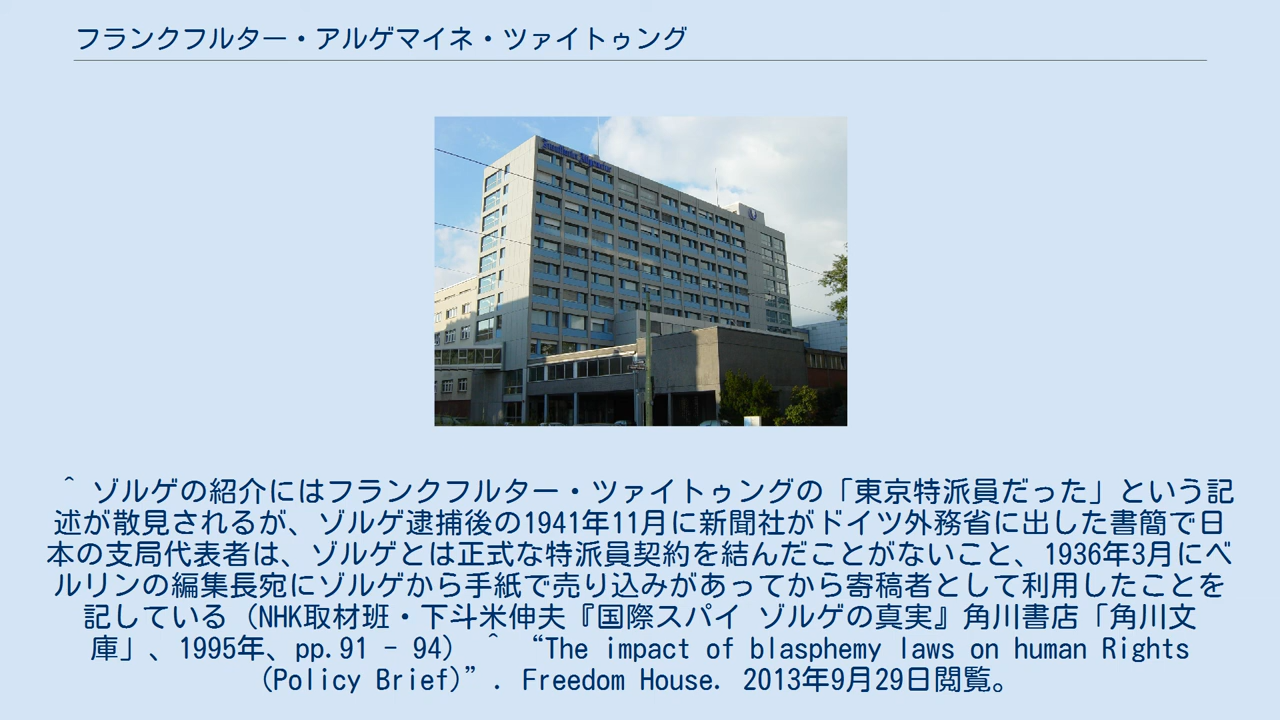 フランクフルター・アルゲマイネ・ツァイトゥング
^ ゾルゲの紹介にはフランクフルター・ツァイトゥングの「東京特派員だった」という記
述が散見されるが、ゾルゲ逮捕後の1941年11月に新聞社がドイツ外務省に出した書簡で日
本の支局代表者は、ゾルゲとは正式な特派員契約を結んだことがないこと、1936年3月にベ
ルリンの編集長宛にゾルゲから手紙で売り込みがあってから寄稿者として利用したことを
記している（NHK取材班・下斗米伸夫『国際スパイ ゾルゲの真実』角川書店「角川文
庫」、1995年、pp.91 - 94） ^ “The impact of blasphemy laws on human Rights
(Policy Brief)”. Freedom House. 2013年9月29日閲覧。